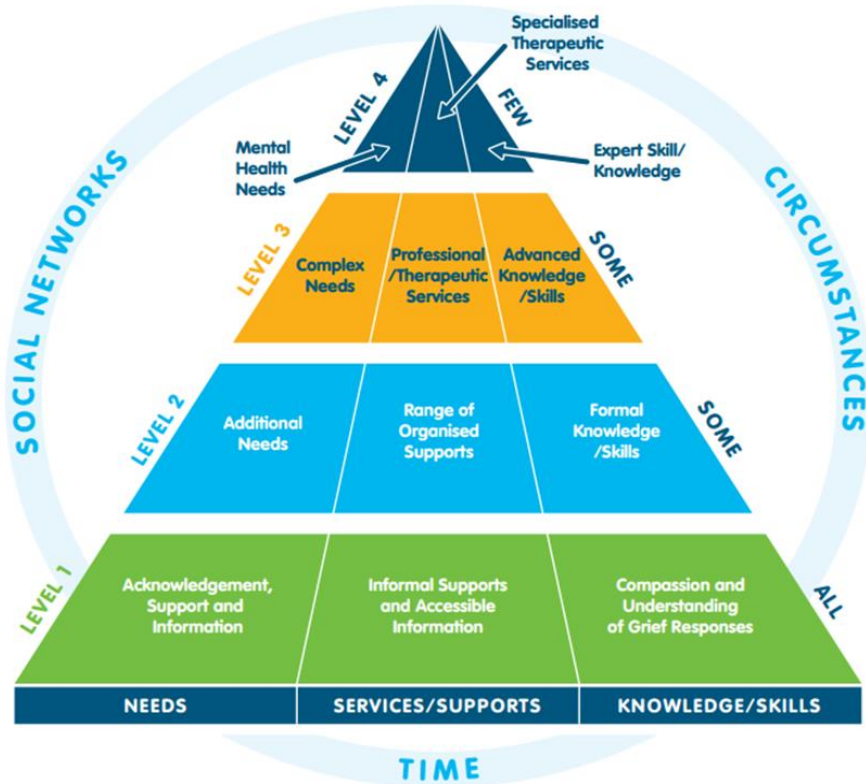 Specialised
Therapeutic
Services
LEVEL 4
FEW
Mental
Health
Needs
Expert Skill/
Knowledge
SOCIAL NETWORKS
CIRCUMSTANCES
LEVEL 3
Complex
Needs
Professional
/Therapeutic
Services
Advanced
Knowledge
/Skills
SOME
LEVEL 2
Additional
Needs
Range of
Organised
Supports
Formal
Knowledge
/Skills
SOME
LEVEL 1
Acknowledgement,
Support and
Information
Informal Supports
and Accessible
Information
Compassion and
Understanding
of Grief Responses
ALL
NEEDS
SERVICES/SUPPORTS
KNOWLEDGE/SKILLS
TIME